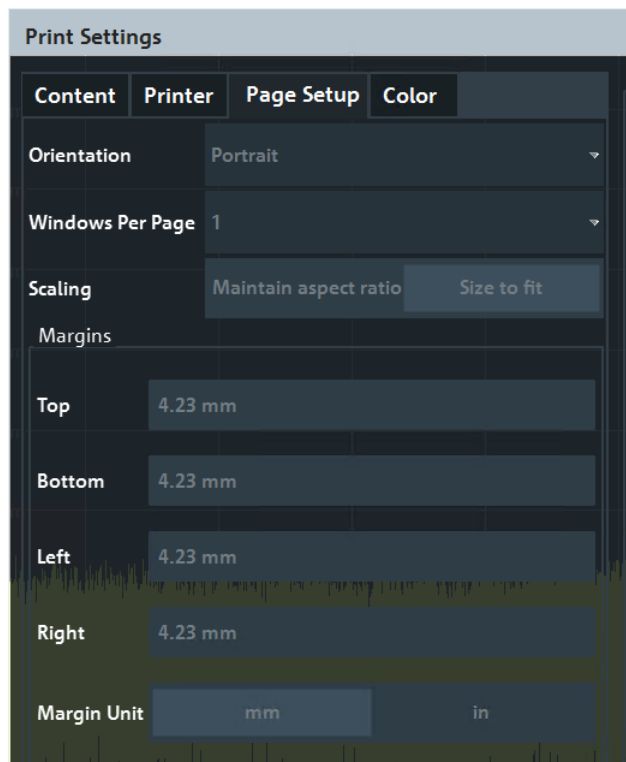 Print Settings
Content Printer Page Setup Color
Orientation Portrait
Windows Per Page 1
Scaling Maintain aspect ratio Size to fit
Margins
Top 4.23 mm
Bottom 4.23 mm
Left 4.23 mm
Right 4.23 mm
Margin Unit mm in